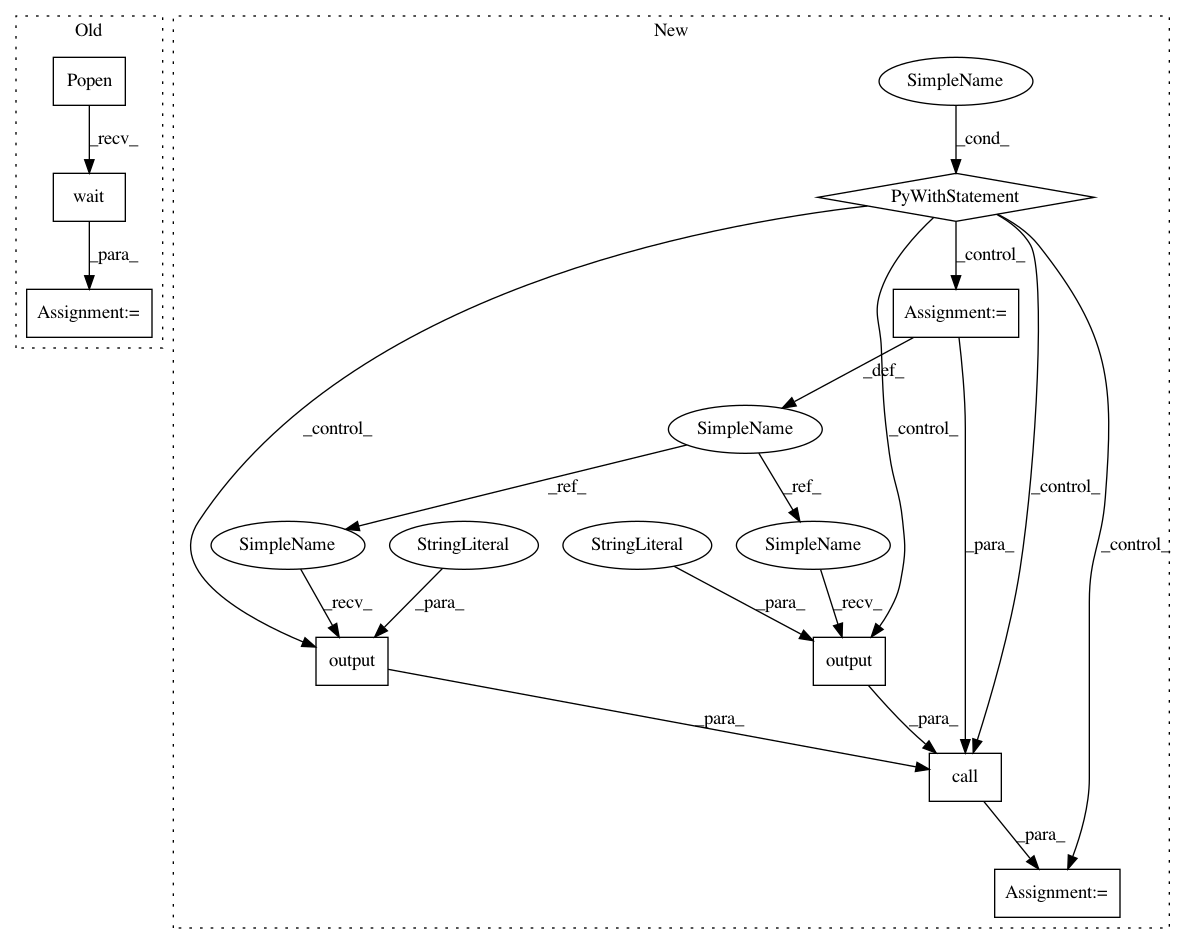 Old
New
Popen
SimpleName
_recv_
_cond_
wait
PyWithStatement
_para_
_control_
Assignment:=
Assignment:=
_def_
_control_
SimpleName
_control_
_ref_
_ref_
_control_
SimpleName
StringLiteral
StringLiteral
SimpleName
_para_
_control_
_recv_
_para_
_para_
_recv_
output
output
_para_
_para_
call
_para_
Assignment:=